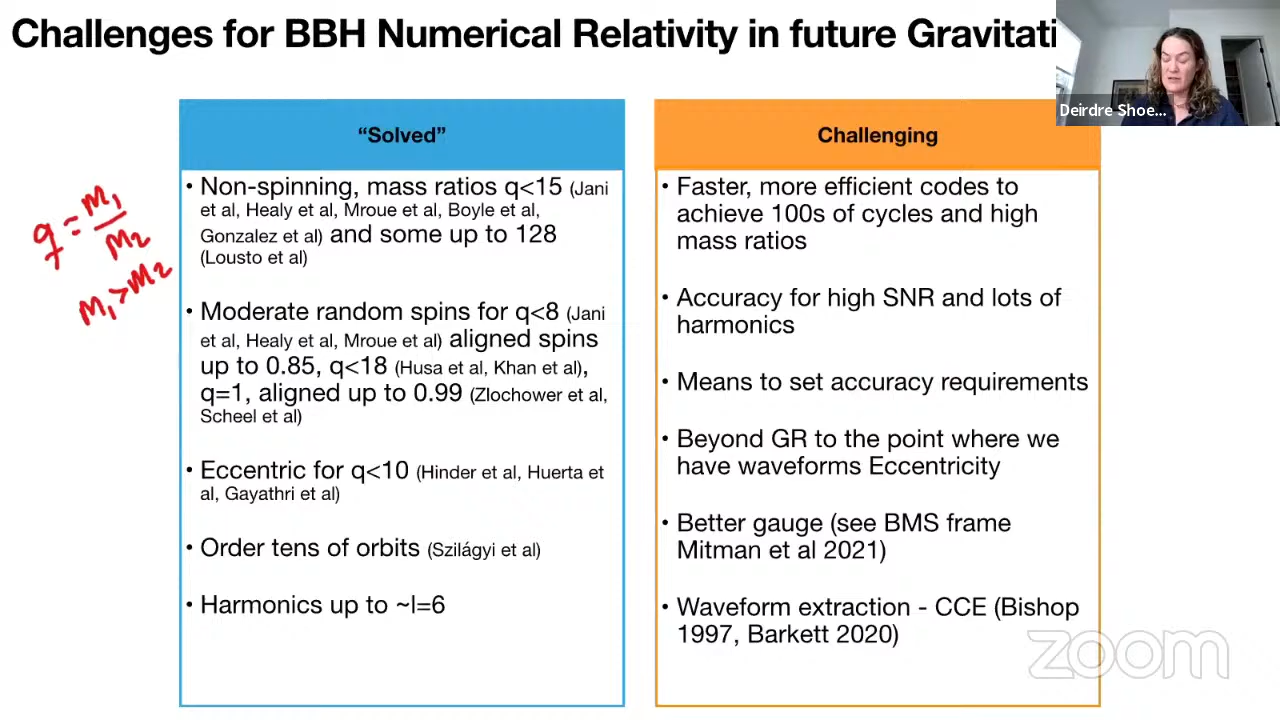 Challenges for BBH Numerical Relativity in future Gravitati
Deirdre Shoe...
“Solved”
• Non-spinning, mass ratios q<15 (Jani
et al, Healy et al, Mroue et al, Boyle et al,
Gonzalez et al) and some up to 128
(Lousto et al)
• Moderate random spins for q<8 (Jani
et al, Healy et al, Mroue et al) aligned spins
up to 0.85, q<18 (Husa et al, Khan et al),
q=1, aligned up to 0.99 (Zlochower et al,
Scheel et al)
• Eccentric for q<10 (Hinder et al, Huerta et
al, Gayathri et al)
• Order tens of orbits (Szilágyi et al)
• Harmonics up to ~l=6
q = m1/m2
m1>m2
Challenging
• Faster, more efficient codes to
achieve 100s of cycles and high
mass ratios
• Accuracy for high SNR and lots of
harmonics
• Means to set accuracy requirements
• Beyond GR to the point where we
have waveforms Eccentricity
• Better gauge (see BMS frame
Mitman et al 2021)
• Waveform extraction - CCE (Bishop
1997, Barkett 2020)
zoom